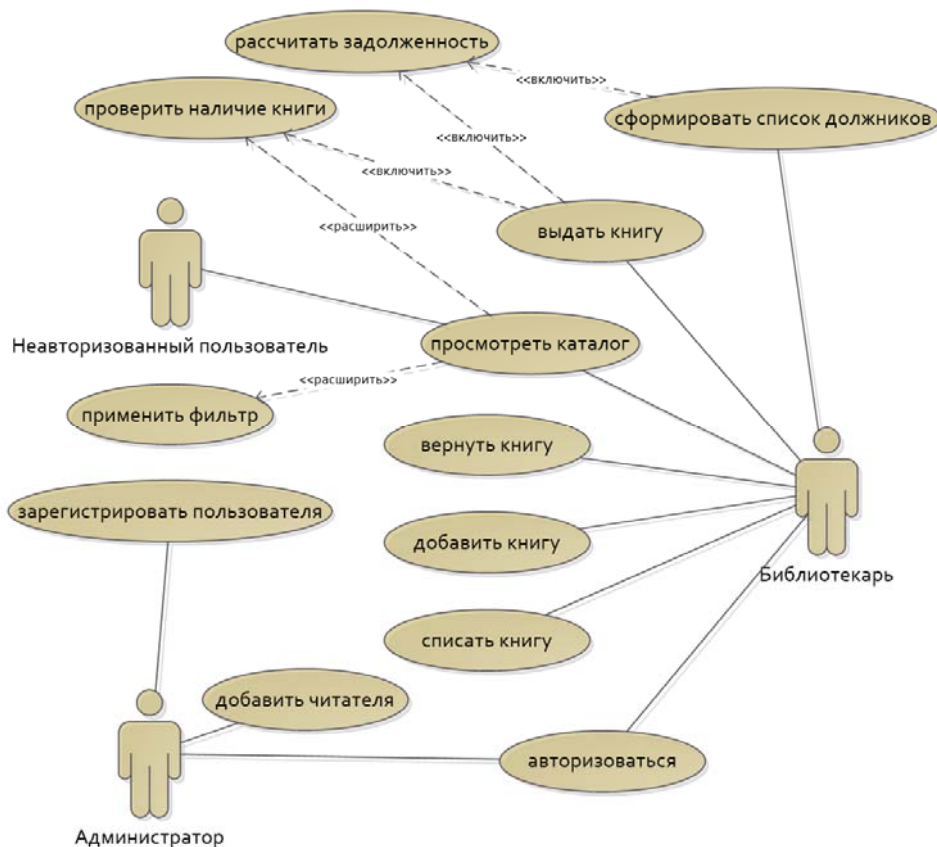 рассчитать задолженность
<<включить>>
проверить наличие книги
сформировать список должников
<<включить>>
<<включить>>
<<расширить>>
выдать книгу
Неавторизованный пользователь
просмотреть каталог
<<расширить>>
применить фильтр
вернуть книгу
зарегистрировать пользователя
добавить книгу
Библиотекарь
списать книгу
добавить читателя
авторизоваться
Администратор